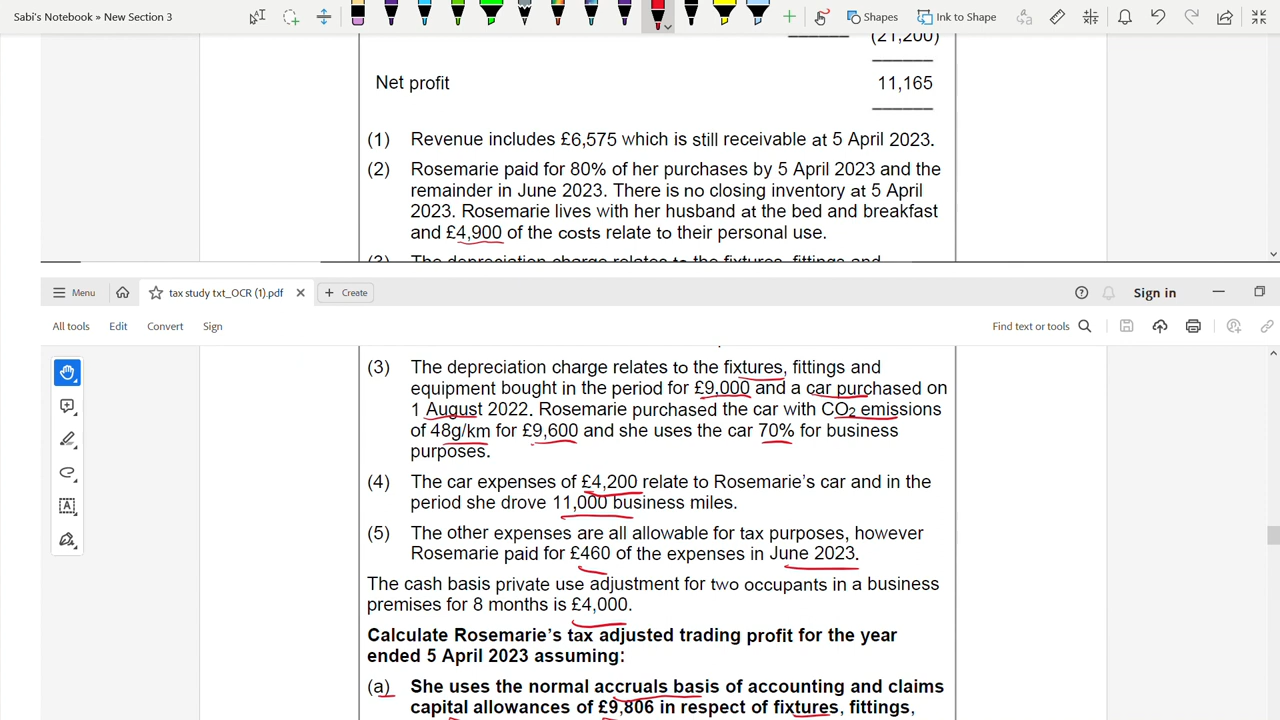 Sabi's Notebook » New Section 3
Shapes
Ink to Shape
(21,200)
Net profit 11,165
(1) Revenue includes £6,575 which is still receivable at 5 April 2023.
(2) Rosemarie paid for 80% of her purchases by 5 April 2023 and the
remainder in June 2023. There is no closing inventory at 5 April
2023. Rosemarie lives with her husband at the bed and breakfast
and £4,900 of the costs relate to their personal use.
(3) The depreciation charge relates to the fixtures, fittings and
Menu
tax study txt_OCR (1).pdf
Create
Sign in
All tools Edit Convert Sign
Find text or tools
(3) The depreciation charge relates to the fixtures, fittings and
equipment bought in the period for £9,000 and a car purchased on
1 August 2022. Rosemarie purchased the car with CO₂ emissions
of 48g/km for £9,600 and she uses the car 70% for business
purposes.
(4) The car expenses of £4,200 relate to Rosemarie's car and in the
period she drove 11,000 business miles.
(5) The other expenses are all allowable for tax purposes, however
Rosemarie paid for £460 of the expenses in June 2023.
The cash basis private use adjustment for two occupants in a business
premises for 8 months is £4,000.
Calculate Rosemarie's tax adjusted trading profit for the year
ended 5 April 2023 assuming:
(a) She uses the normal accruals basis of accounting and claims
capital allowances of £9,806 in respect of fixtures, fittings,